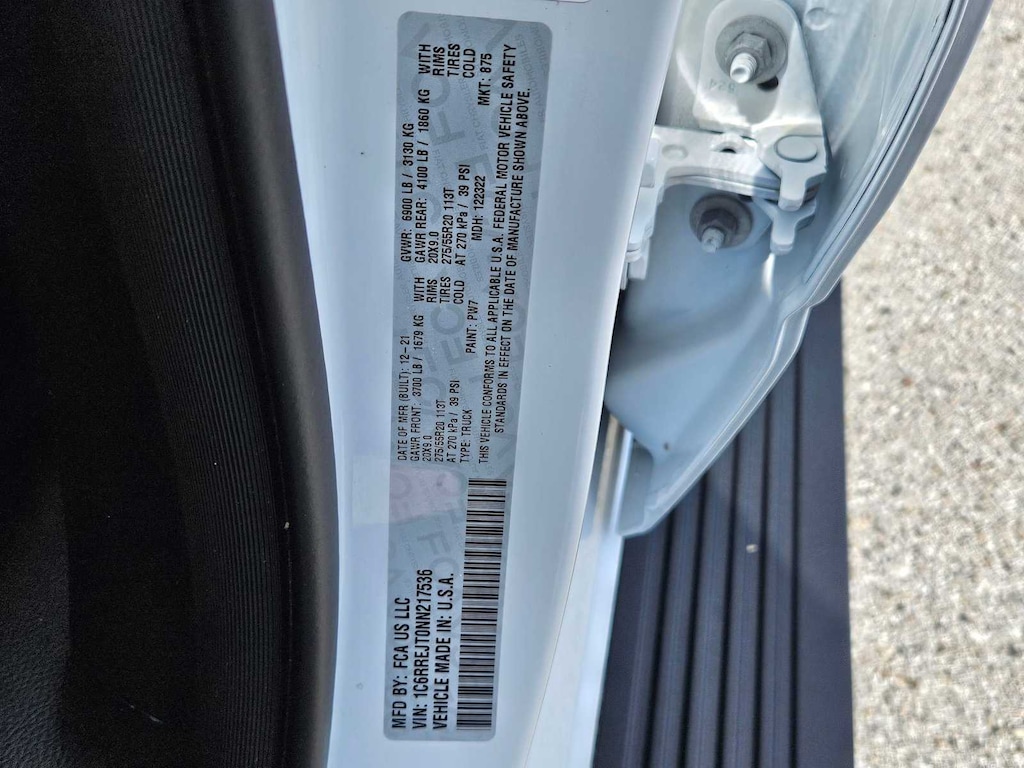 MFD BY: FCA US LLC
VIN: 1C6RREJT0NN217536
VEHICLE MADE IN: U.S.A.
DATE OF MFR (BUILT): 12-21
GAWR FRONT: 3700 LB / 1679 KG WITH
20X9.0 RIMS
275/55R20 113T TIRES
AT 270 kPa / 39 PSI COLD
TYPE: TRUCK PAINT: PW7
GVWR: 6900 LB / 3130 KG
GAWR REAR: 4100 LB / 1860 KG WITH
20X9.0 RIMS
275/55R20 113T TIRES
AT 270 kPa / 39 PSI COLD
MDH: 122322 MKT: 875
THIS VEHICLE CONFORMS TO ALL APPLICABLE U.S.A. FEDERAL MOTOR VEHICLE SAFETY
STANDARDS IN EFFECT ON THE DATE OF MANUFACTURE SHOWN ABOVE.